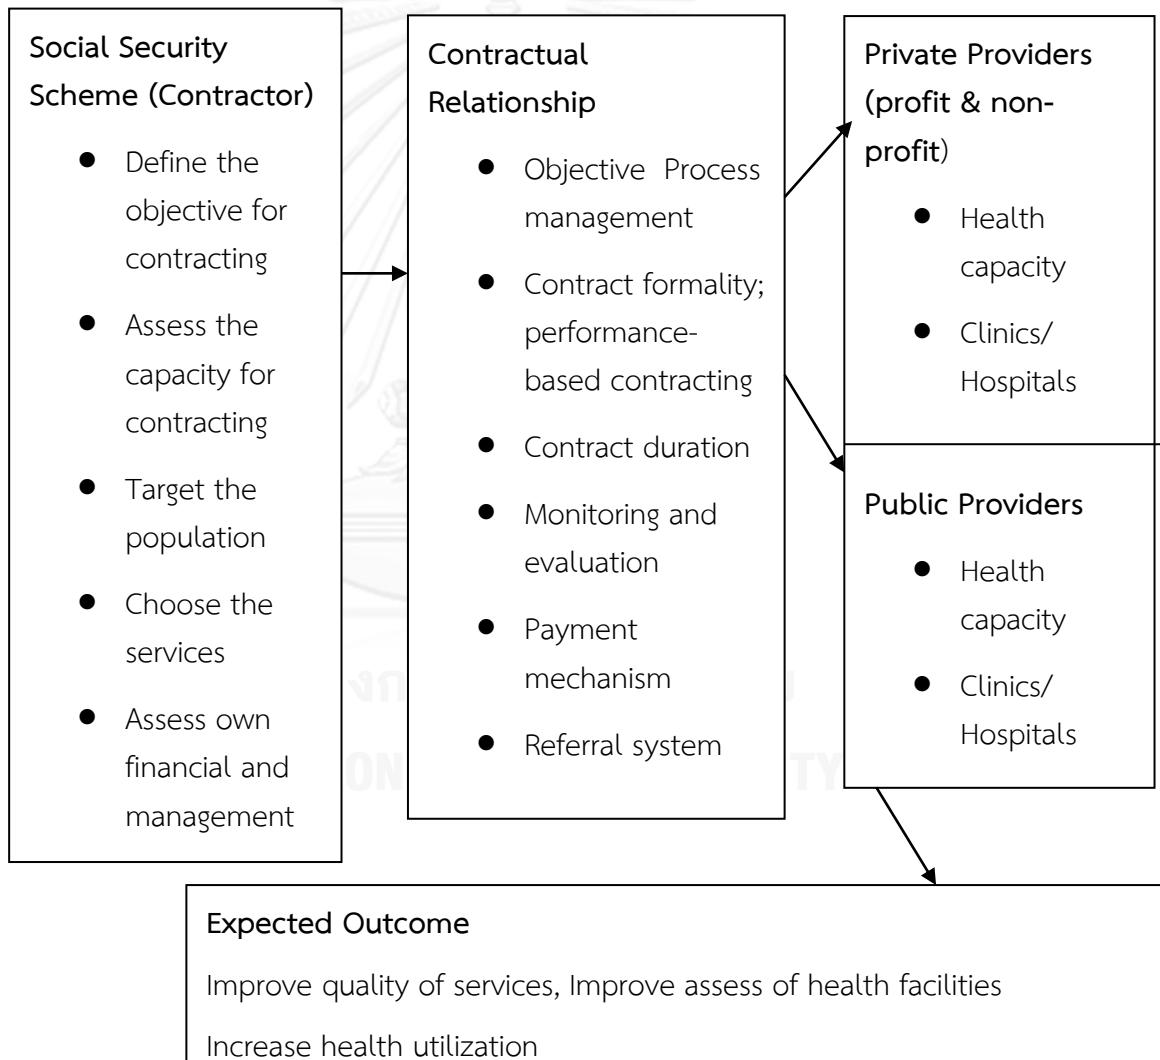 Social Security
Scheme (Contractor)
● Define the
objective for
contracting
● Assess the
capacity for
contracting
● Target the
population
● Choose the
services
● Assess own
financial and
management
Contractual
Relationship
● Objective Process
management
● Contract formality;
performance-
based contracting
● Contract duration
● Monitoring and
evaluation
● Payment
mechanism
● Referral system
Private Providers
(profit & non-
profit)
● Health
capacity
● Clinics/
Hospitals
Public Providers
● Health
capacity
● Clinics/
Hospitals
Expected Outcome
Improve quality of services, Improve assess of health facilities
Increase health utilization